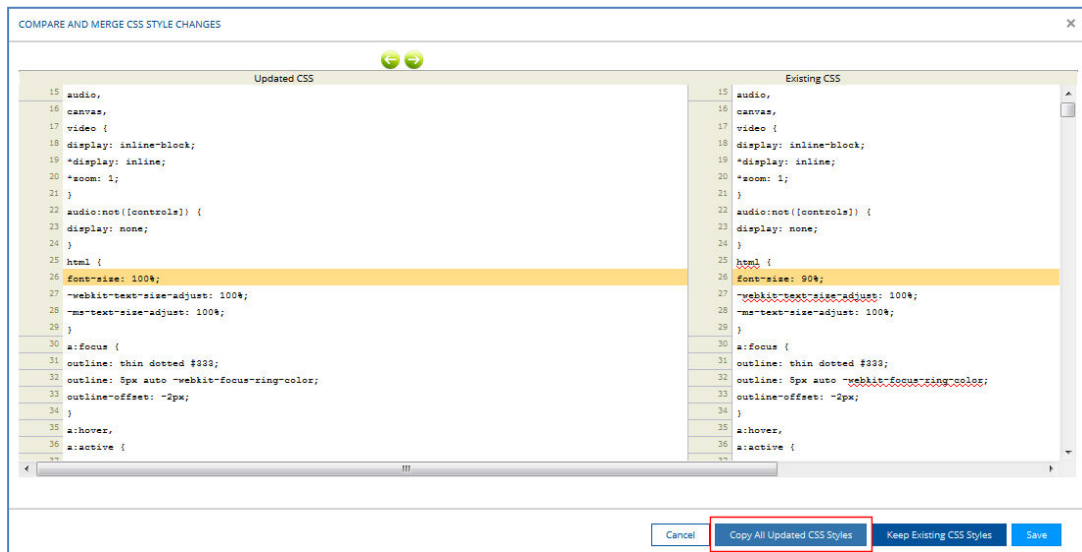 COMPARE AND MERGE CSS STYLE CHANGES ×
Updated CSS
15 audio,
16 canvas,
17 video {
18 display: inline-block;
19 *display: inline;
20 *zoom: 1;
21 }
22 audio:not([controls]) {
23 display: none;
24 }
25 html {
26 font-size: 100%;
27 -webkit-text-size-adjust: 100%;
28 -ms-text-size-adjust: 100%;
29 }
30 a:focus {
31 outline: thin dotted #333;
32 outline: 5px auto -webkit-focus-ring-color;
33 outline-offset: -2px;
34 }
35 a:hover,
36 a:active {
37
Existing CSS
15 audio,
16 canvas,
17 video {
18 display: inline-block;
19 *display: inline;
20 *zoom: 1;
21 }
22 audio:not([controls]) {
23 display: none;
24 }
25 html {
26 font-size: 90%;
27 -webkit-text-size-adjust: 100%;
28 -ms-text-size-adjust: 100%;
29 }
30 a:focus {
31 outline: thin dotted #333;
32 outline: 5px auto -webkit-focus-ring-color;
33 outline-offset: -2px;
34 }
35 a:hover,
36 a:active {
37
Cancel Copy All Updated CSS Styles Keep Existing CSS Styles Save